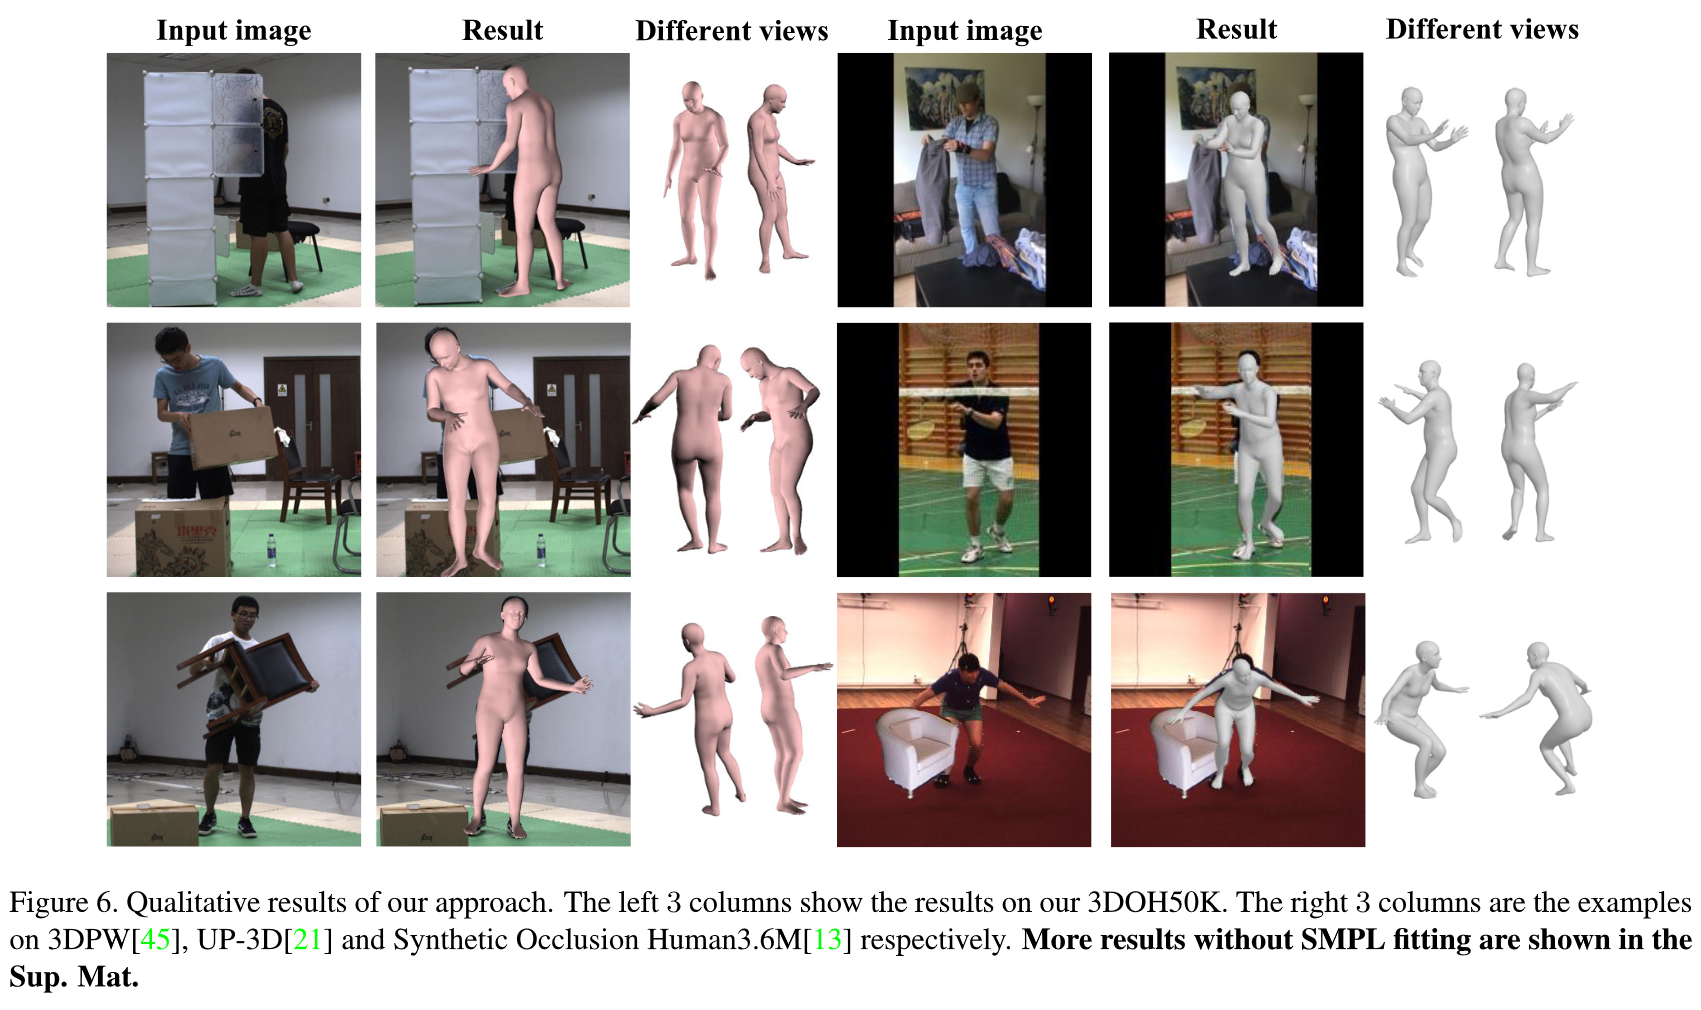 Input image Result Different views Input image Result Different views
塔里克
Figure 6. Qualitative results of our approach. The left 3 columns show the results on our 3DOH50K. The right 3 columns are the examples
on 3DPW[45], UP-3D[21] and Synthetic Occlusion Human3.6M[13] respectively. More results without SMPL fitting are shown in the
Sup. Mat.